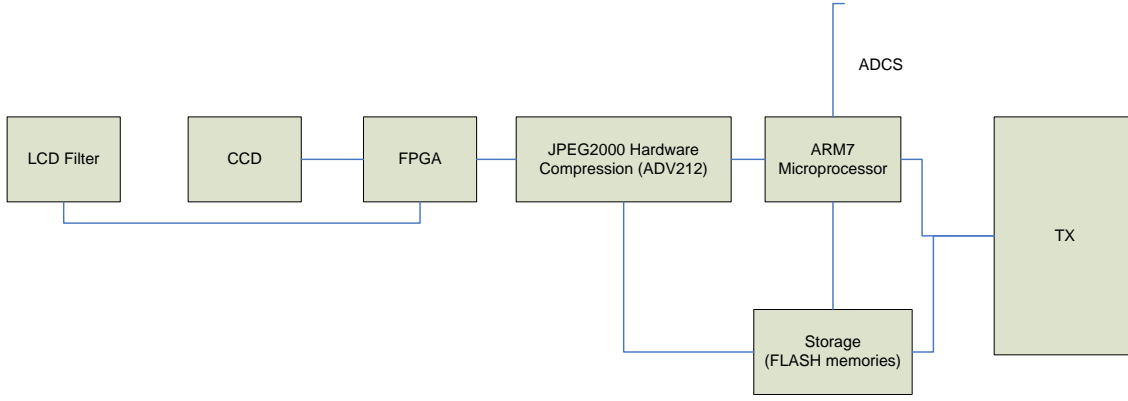 ADCS
LCD Filter
CCD
FPGA
JPEG2000 Hardware
Compression (ADV212)
ARM7
Microprocessor
TX
Storage
(FLASH memories)